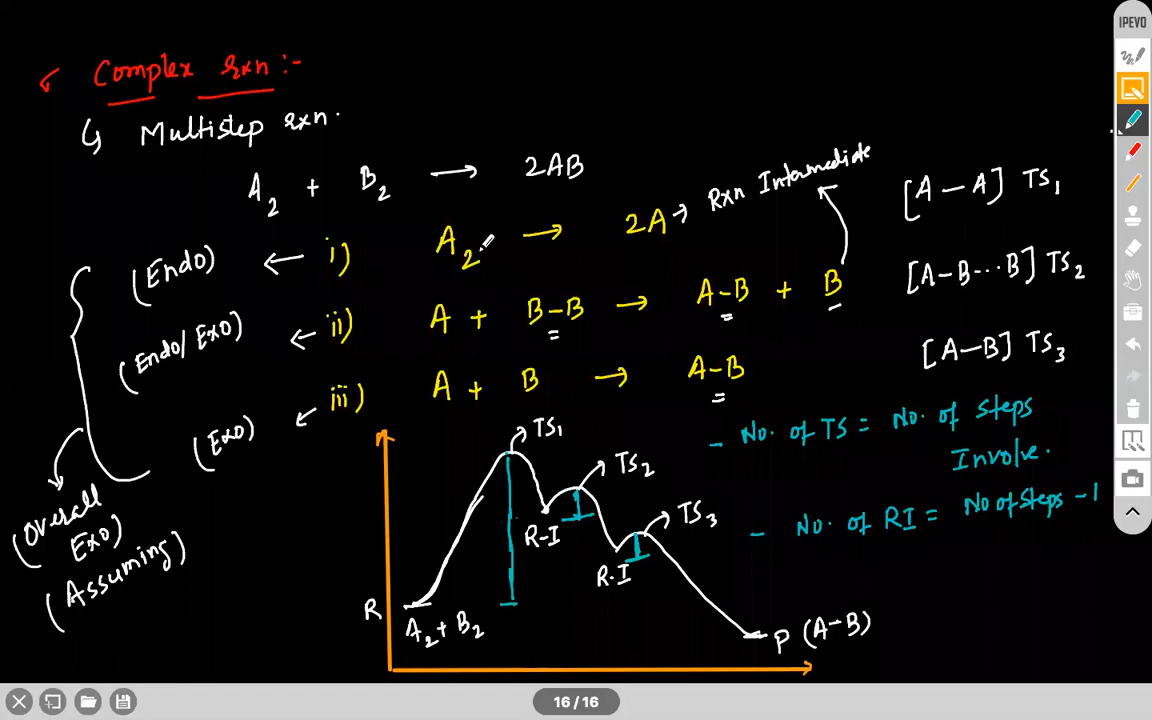 IPEVO
Complex rxn :-
↳ Multistep rxn.
A₂ + B₂ → 2AB
(Endo) ← i) A₂ → 2A → Rxn Intermediate
(Endo/Exo) ← ii) A + B-B → A-B + B
(Exo) ← iii) A + B → A-B
[A-A] TS₁
[A-B...B] TS₂
[A-B] TS₃
(Overall
Exo)
(Assuming)
- No. of TS = No. of steps
Involve.
- No. of RI = No of steps -1
TS₁
TS₂
TS₃
R-I
R.I
R
A₂ + B₂
P (A-B)
16 / 16